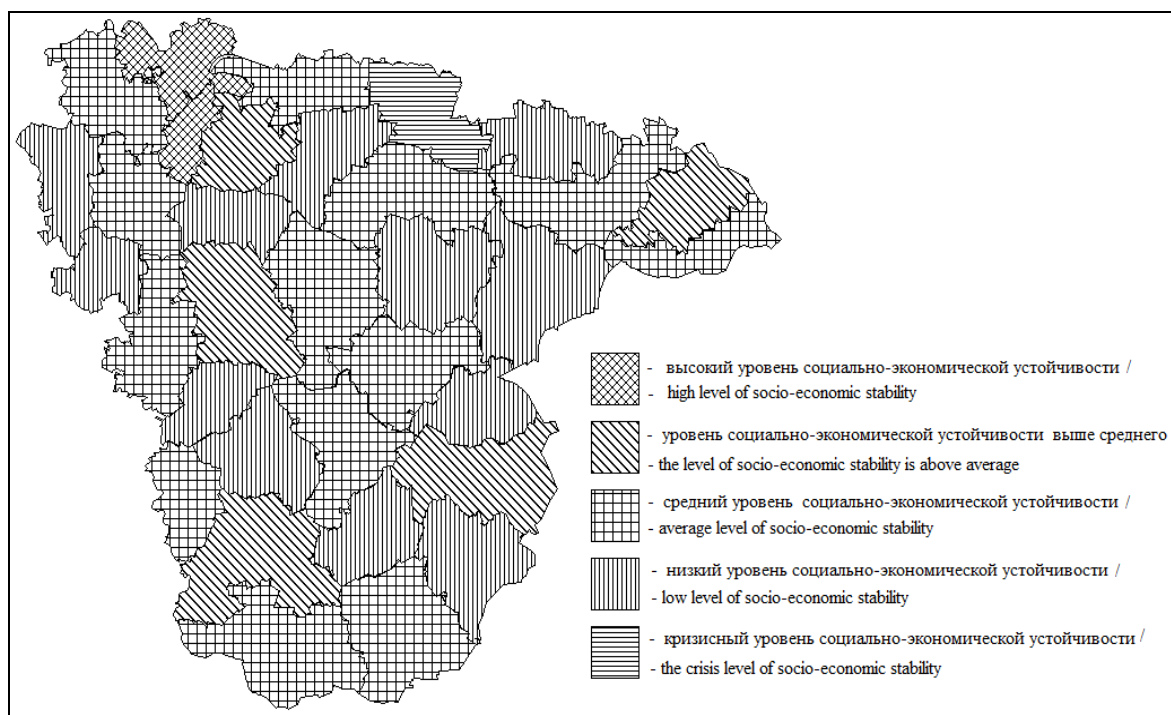 - высокий уровень социально-экономической устойчивости /
- high level of socio-economic stability
- уровень социально-экономической устойчивости выше среднего
- the level of socio-economic stability is above average
- средний уровень социально-экономической устойчивости /
- average level of socio-economic stability
- низкий уровень социально-экономической устойчивости /
- low level of socio-economic stability
- кризисный уровень социально-экономической устойчивости /
- the crisis level of socio-economic stability